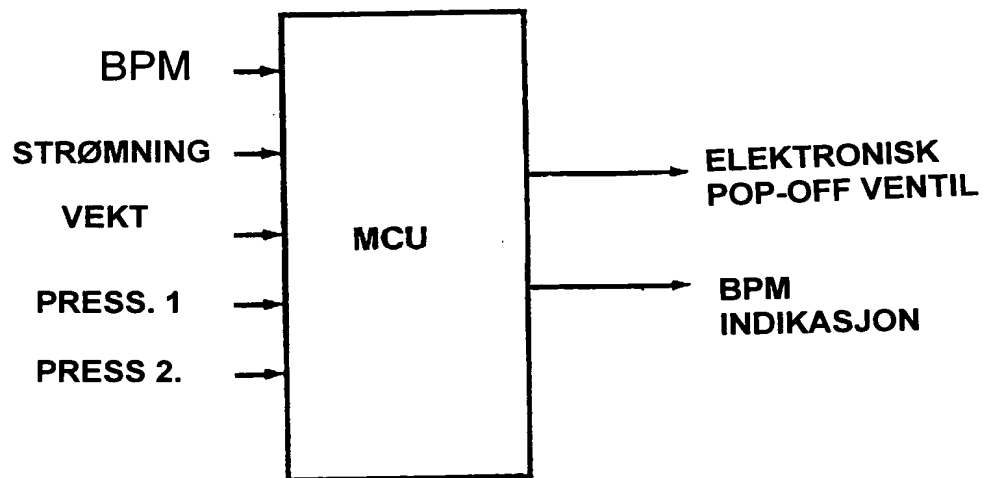 BPM
STRØMNING
VEKT
PRESS. 1
PRESS 2.
MCU
ELEKTRONISK
POP-OFF VENTIL
BPM
INDIKASJON